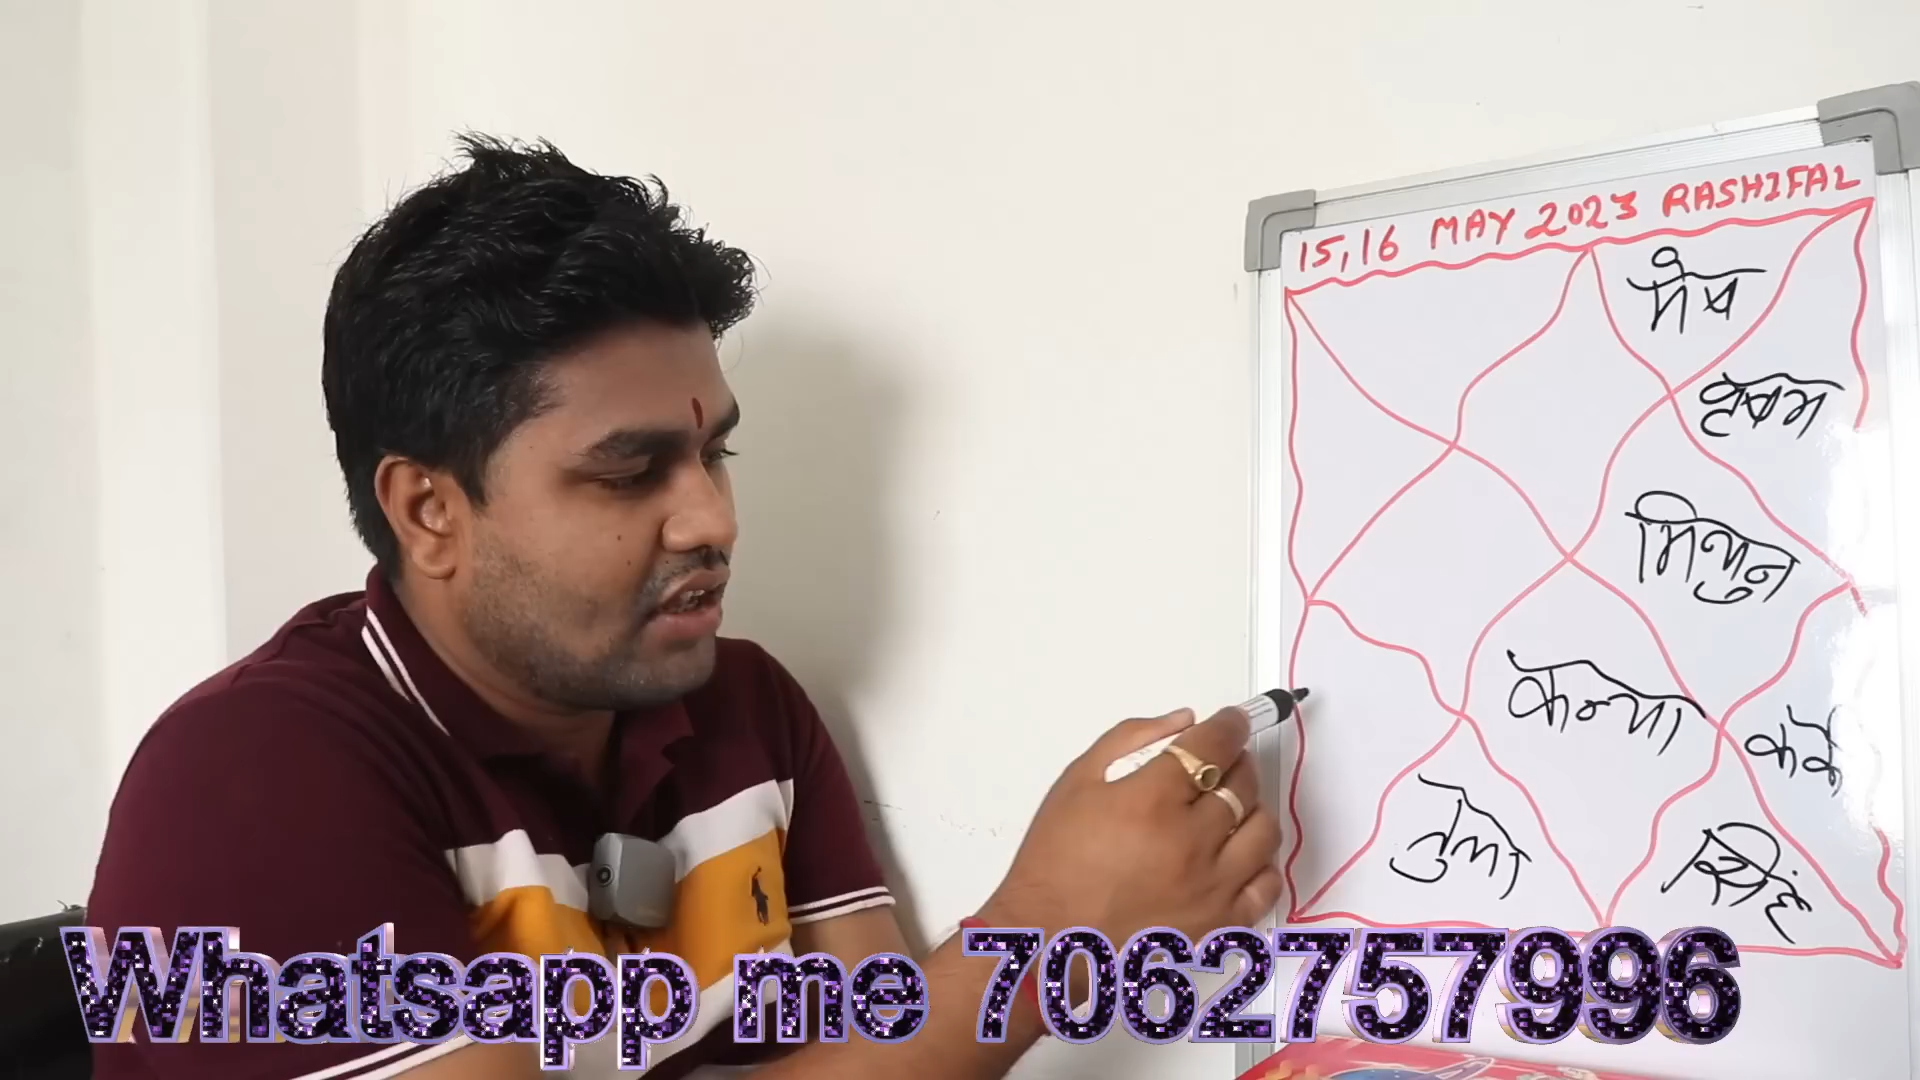 15,16 MAY 2023 RASHIFAL
मेष
वृषभ
मिथुन
कन्या
कर्क
तुला
सिंह
Whatsapp me 7062757996